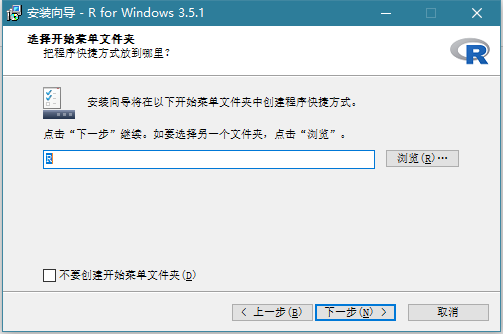 安装向导 - R for Windows 3.5.1
选择开始菜单文件夹
把程序快捷方式放到哪里?
R
安装向导将在以下开始菜单文件夹中创建程序快捷方式。
点击“下一步”继续。如要选择另一个文件夹，点击“浏览”。
R
浏览(R)…
不要创建开始菜单文件夹(D)
< 上一步(B)
下一步(N) >
取消